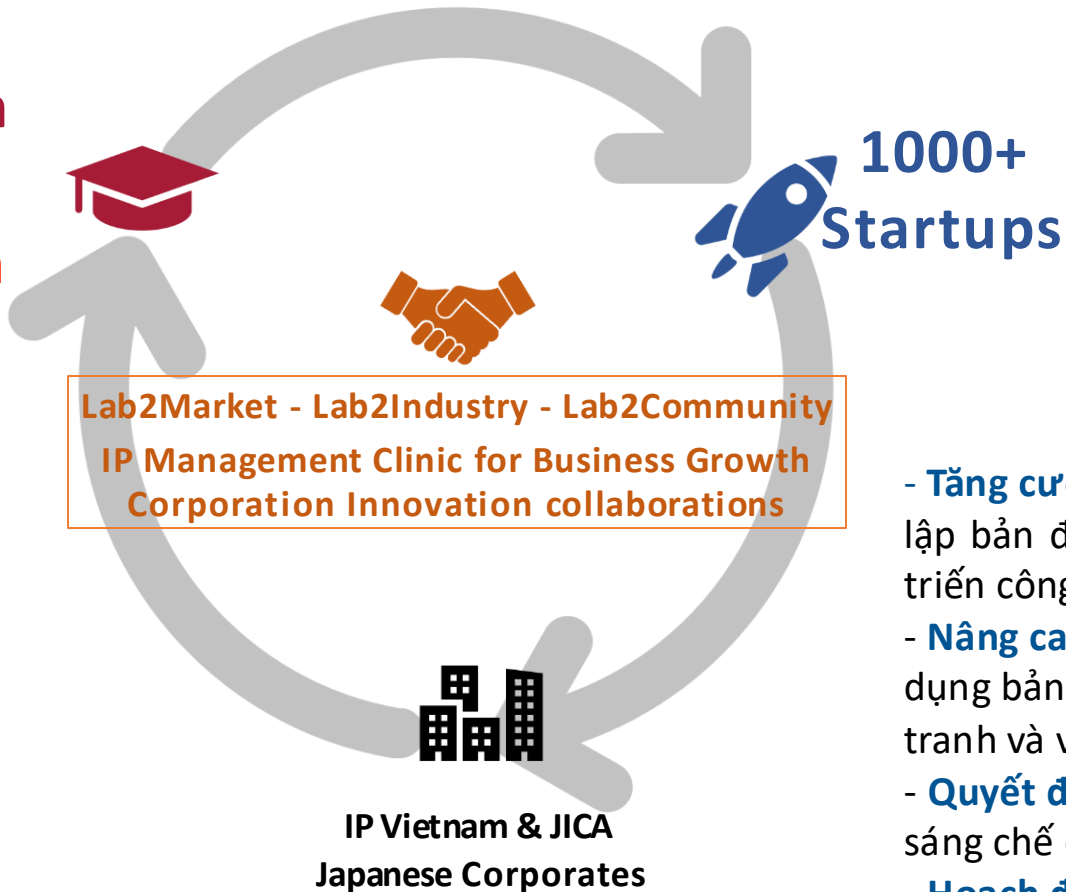 1000+
Startups
Lab2Market - Lab2Industry - Lab2Community
IP Management Clinic for Business Growth
Corporation Innovation collaborations
IP Vietnam & JICA
Japanese Corporates
- Tăng cư
lập bản đ
triến công
- Nâng ca
dụng bản
tranh và v
- Quyết đ
sáng chế